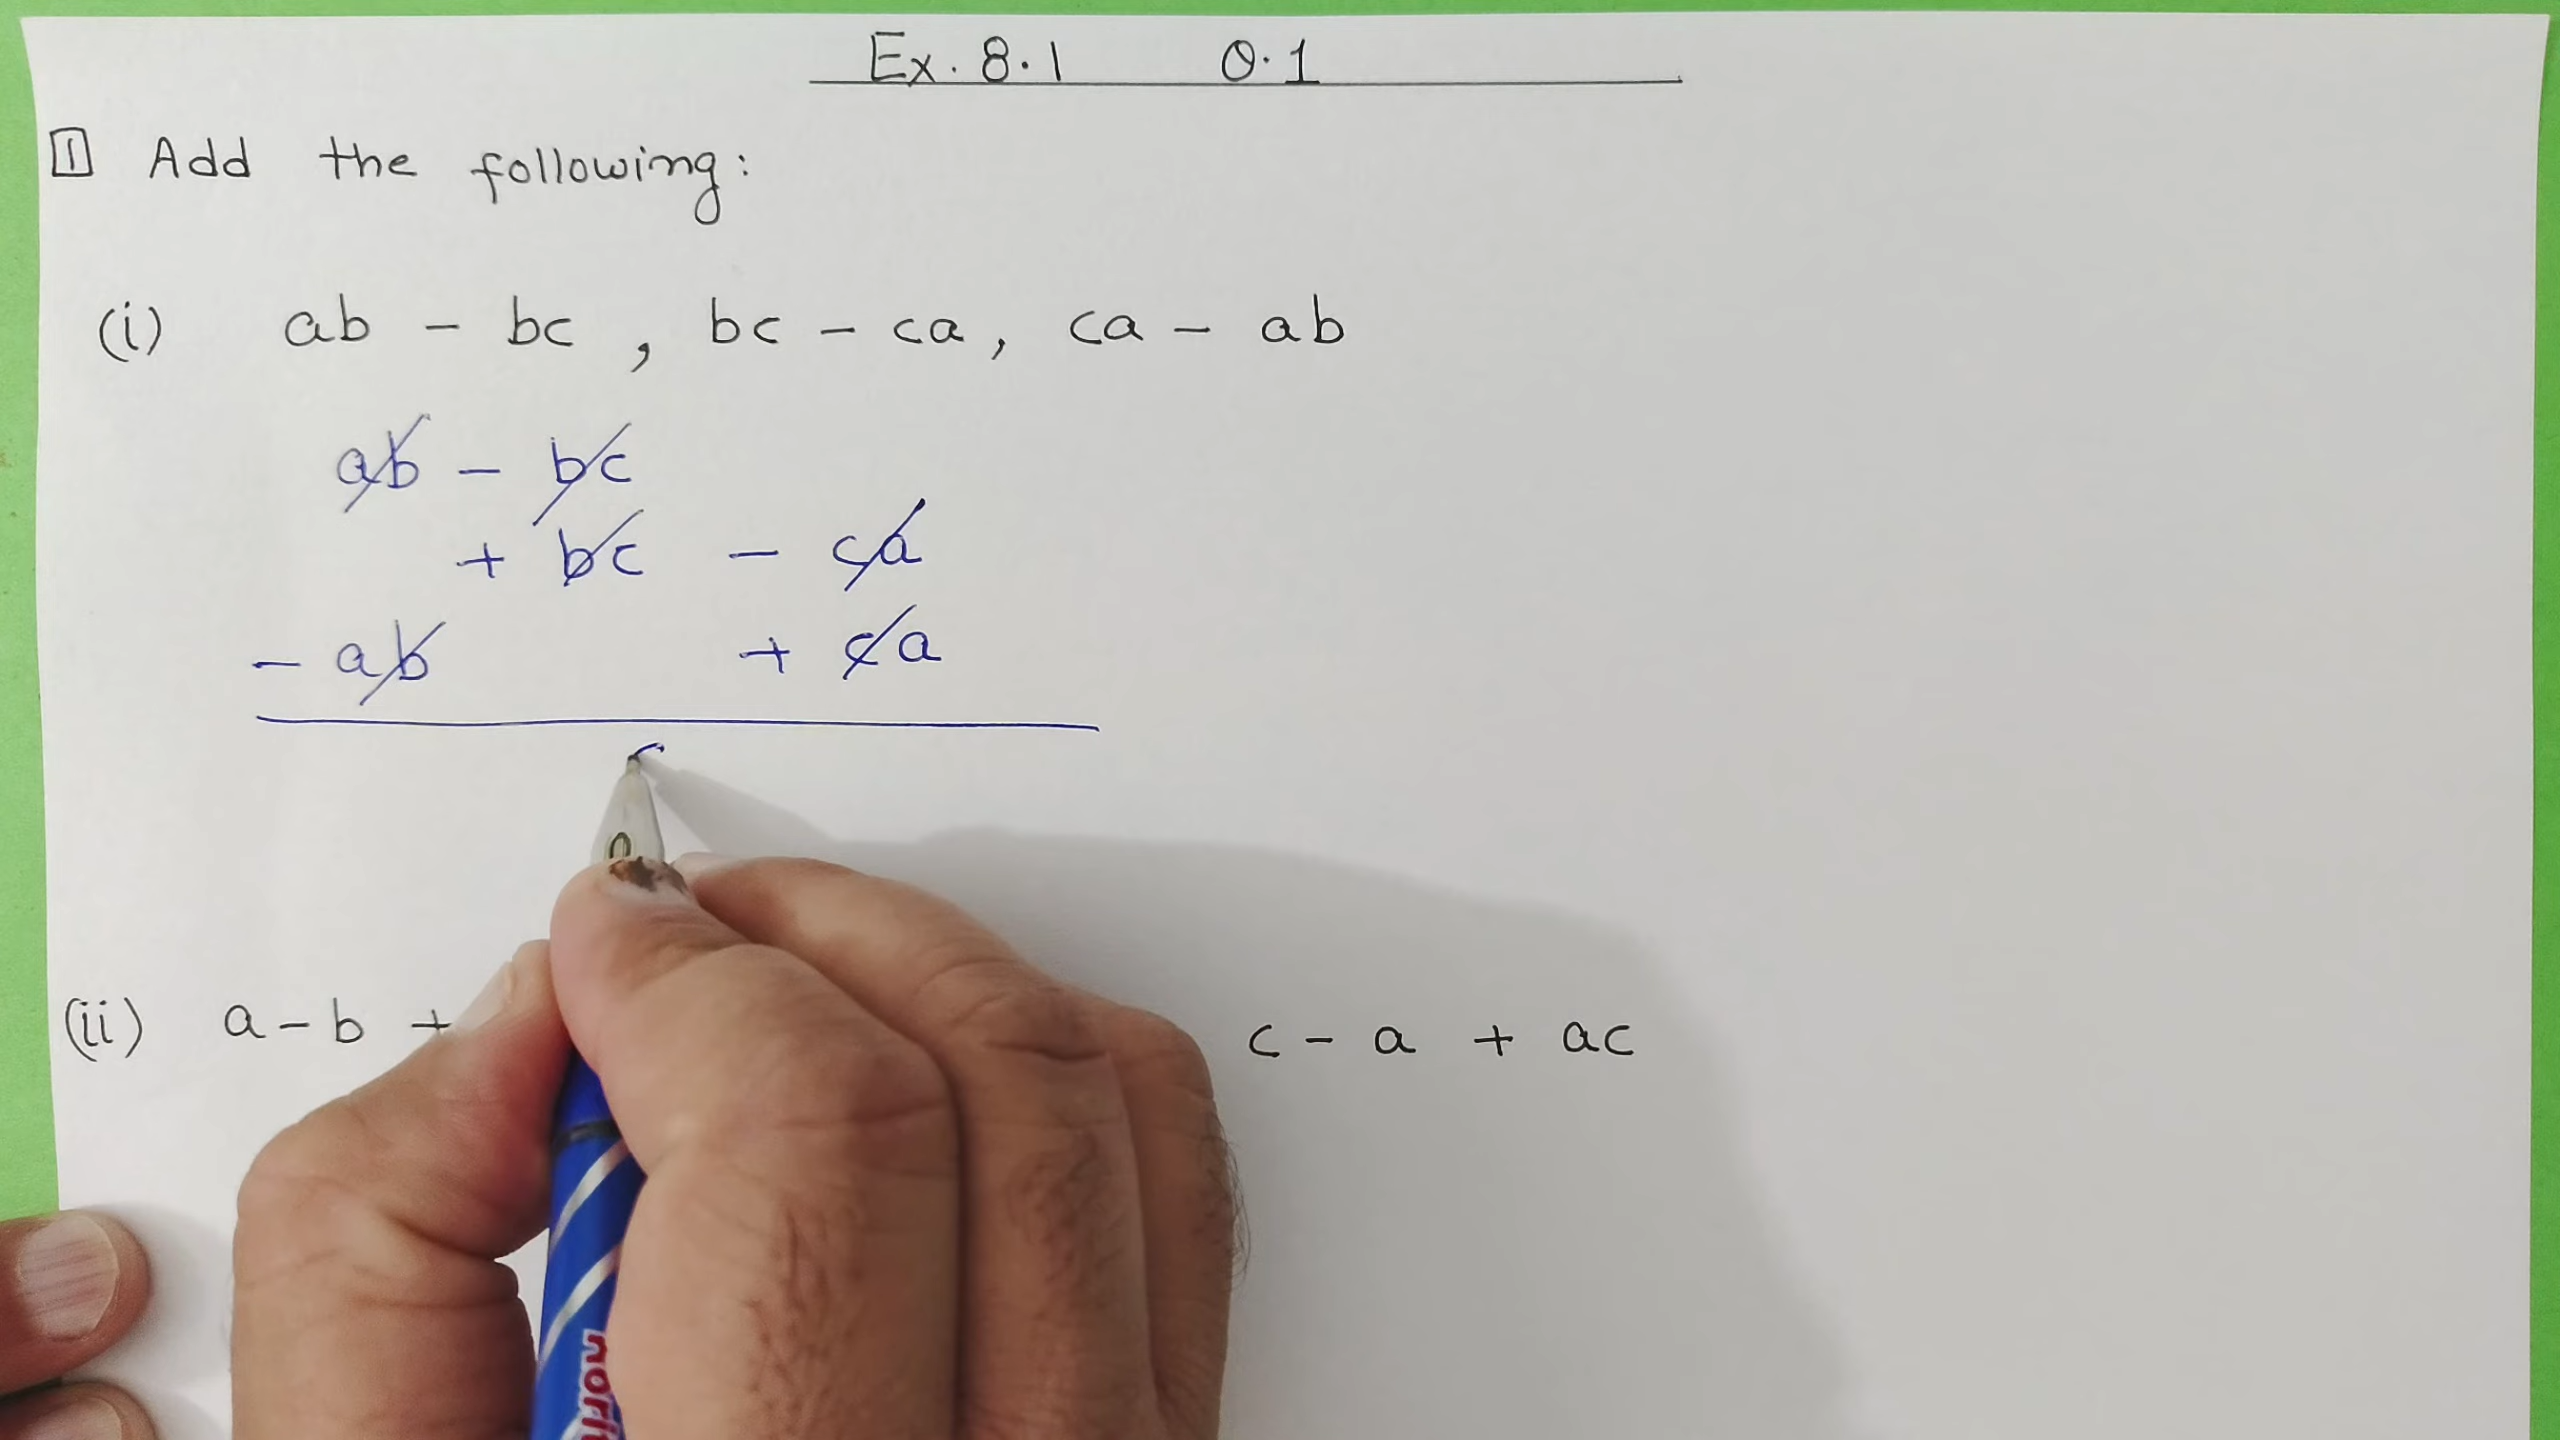 Ex. 8.1 Q.1
1 Add the following:
(i) ab - bc , bc - ca, ca - ab
ab - bc
+ bc - ca
- ab + ca
(ii) a - b + c - a + ac